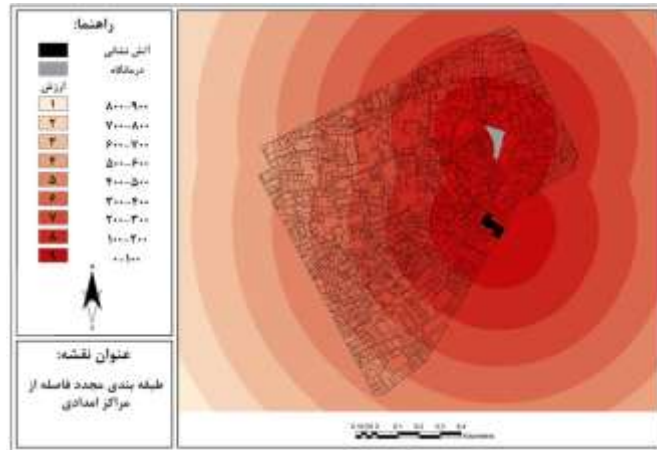 راهنما:
آتش نشانی
درمانگاه
ارزش
۱ ۸۰۰-۹۰۰
۲ ۷۰۰-۸۰۰
۳ ۶۰۰-۷۰۰
۴ ۵۰۰-۶۰۰
۵ ۴۰۰-۵۰۰
۶ ۳۰۰-۴۰۰
۷ ۲۰۰-۳۰۰
۸ ۱۰۰-۲۰۰
۹ ۰-۱۰۰
عنوان نقشه:
طبقه بندی مجدد فاصله از
مراکز امدادی